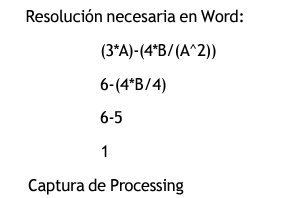 Resolución necesaria en Word:
(3*A)-(4*B/(A^2))
6-(4*B/4)
6-5
1
Captura de Processing